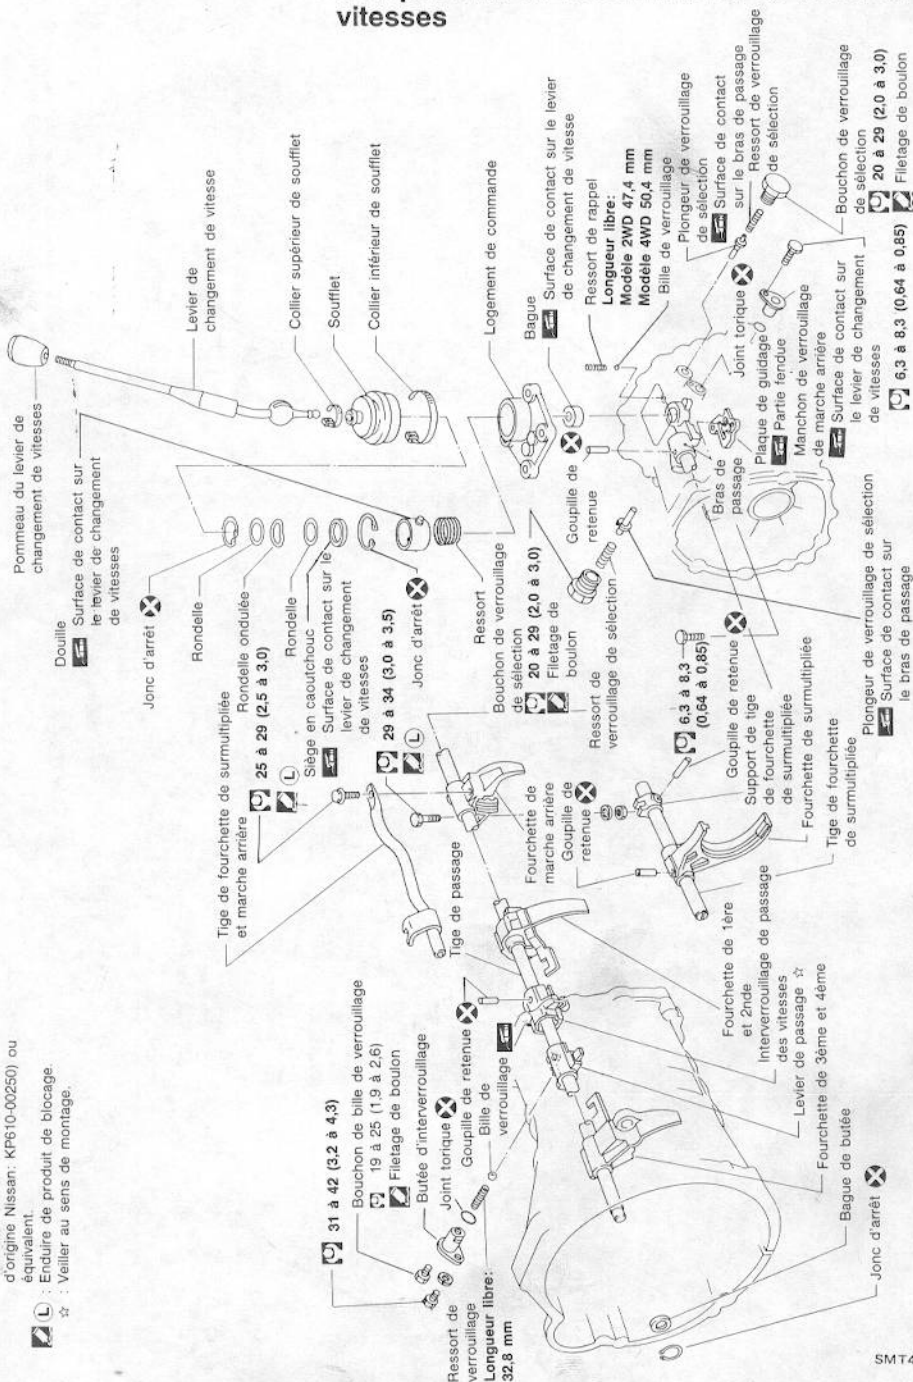 vitesses
d'origine Nissan: KP610-00250) ou
équivalent.
L : Enduire de produit de blocage.
☆ : Veiller au sens de montage.
Pommeau du levier de
changement de vitesses
Douille
Surface de contact sur
le levier de changement
de vitesses
Jonc d'arrêt
Rondelle
Rondelle ondulée
Rondelle
Siège en caoutchouc
Surface de contact sur le
levier de changement
de vitesses
Jonc d'arrêt
Ressort
Levier de
changement de vitesse
Collier supérieur de soufflet
Soufflet
Collier inférieur de soufflet
Logement de commande
Bague
Surface de contact sur le levier
de changement de vitesse
Ressort de rappel
Longueur libre:
Modèle 2WD 47,4 mm
Modèle 4WD 50,4 mm
Bille de verrouillage
Plongeur de verrouillage
de sélection
Surface de contact
sur le bras de passage
Ressort de verrouillage
de sélection
Bouchon de verrouillage
de sélection
20 à 29 (2,0 à 3,0)
Filetage de boulon
Joint torique
Plaque de guidage
Partie fendue
Manchon de verrouillage
de marche arrière
Surface de contact sur
le levier de changement
de vitesses
6,3 à 8,3 (0,64 à 0,85)
Goupille de
retenue
Bras de
passage
Bouchon de verrouillage
de sélection
20 à 29 (2,0 à 3,0)
Filetage de
boulon
Ressort de
verrouillage de sélection
Plongeur de verrouillage de sélection
Surface de contact sur
le bras de passage
Tige de fourchette de surmultipliée
et marche arrière
25 à 29 (2,5 à 3,0)
L
29 à 34 (3,0 à 3,5)
L
Fourchette de
marche arrière
Goupille de
retenue
6,3 à 8,3
(0,64 à 0,85)
Goupille de retenue
Support de tige
de fourchette
de surmultipliée
Fourchette de surmultipliée
Tige de fourchette
de surmultipliée
Tige de passage
31 à 42 (3,2 à 4,3)
Bouchon de bille de verrouillage
19 à 25 (1,9 à 2,6)
Filetage de boulon
Butée d'interverrouillage
Joint torique
Goupille de retenue
Bille de
verrouillage
Ressort de
verrouillage
Longueur libre:
32,8 mm
Fourchette de 1ère
et 2nde
Interverrouillage de passage
des vitesses
Levier de passage ☆
Fourchette de 3ème et 4ème
Bague de butée
Jonc d'arrêt
SMT4